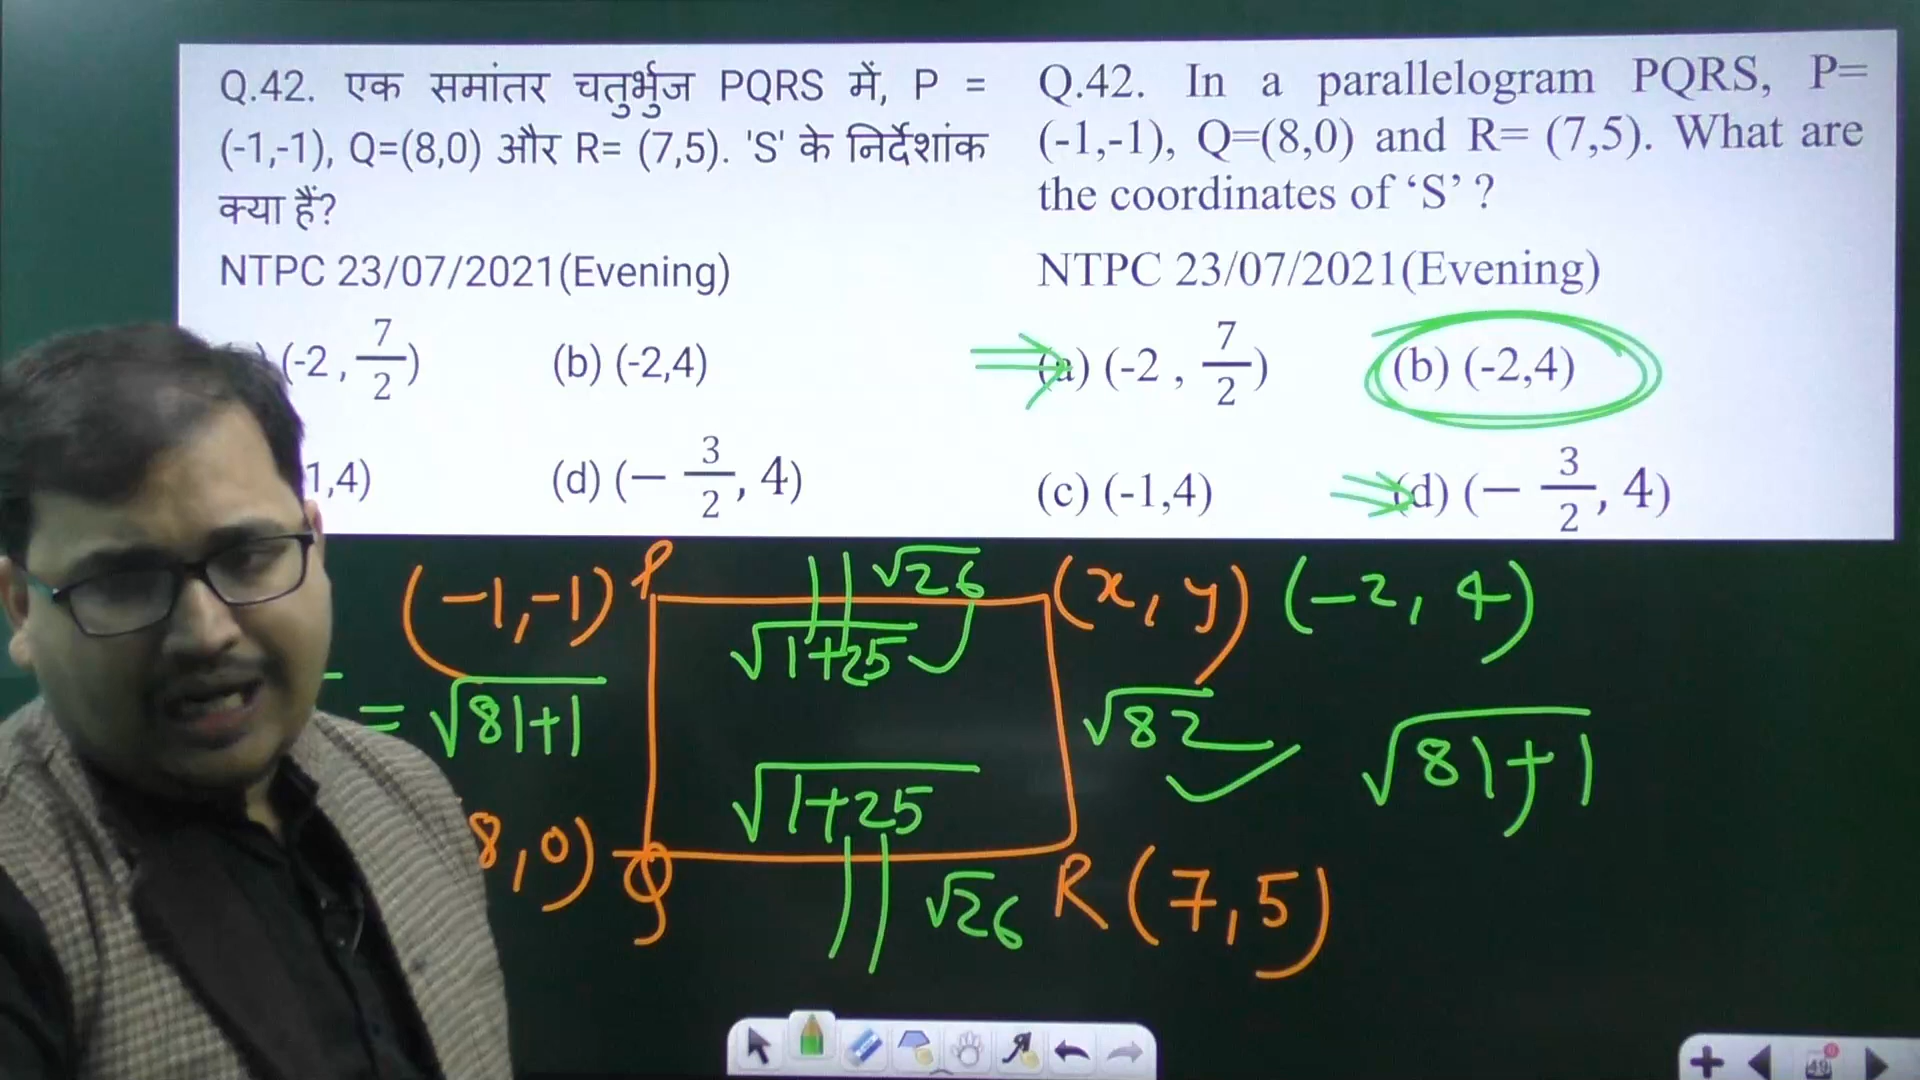 Q.42. एक समांतर चतुर्भुज PQRS में, P =
(-1,-1), Q=(8,0) और R= (7,5). 'S' के निर्देशांक
क्या हैं?
NTPC 23/07/2021(Evening)
) (-2 , 7/2)
(b) (-2,4)
1,4)
(d) (− 3/2, 4)
Q.42. In a parallelogram PQRS, P=
(-1,-1), Q=(8,0) and R= (7,5). What are
the coordinates of ‘S’ ?
NTPC 23/07/2021(Evening)
(a) (-2 , 7/2)
(b) (-2,4)
(c) (-1,4)
(d) (− 3/2, 4)
(-1,-1) P √26 (x, y) (-2, 4)
√1+25
= √81+1 √82 √81+1
√1+25
8,0) Q √26 R (7,5)
49